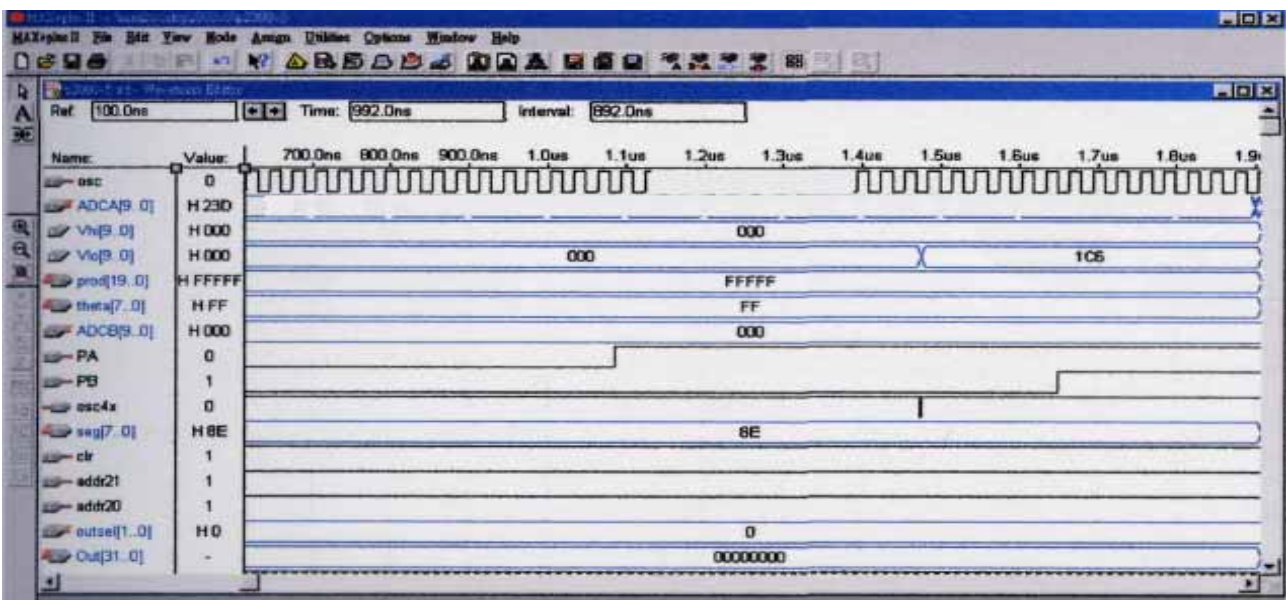 MAX+plus II File Edit View Node Assign Utilities Options Window Help
Ref: 100.0ns Time: 992.0ns Interval: 892.0ns
Name: Value: 700.0ns 800.0ns 900.0ns 1.0us 1.1us 1.2us 1.3us 1.4us 1.5us 1.6us 1.7us 1.8us
osc 0
ADCA[9..0] H 23D
Vhi[9..0] H 000 000
Vlo[9..0] H 000 000 1C6
prod[19..0] H FFFFF FFFFF
theta[7..0] H FF FF
ADCB[9..0] H 000 000
PA 0
PB 1
osc4x 0
seg[7..0] H 8E 8E
clr 1
addr21 1
addr20 1
outsel[1..0] H 0 0
Out[31..0] - 00000000